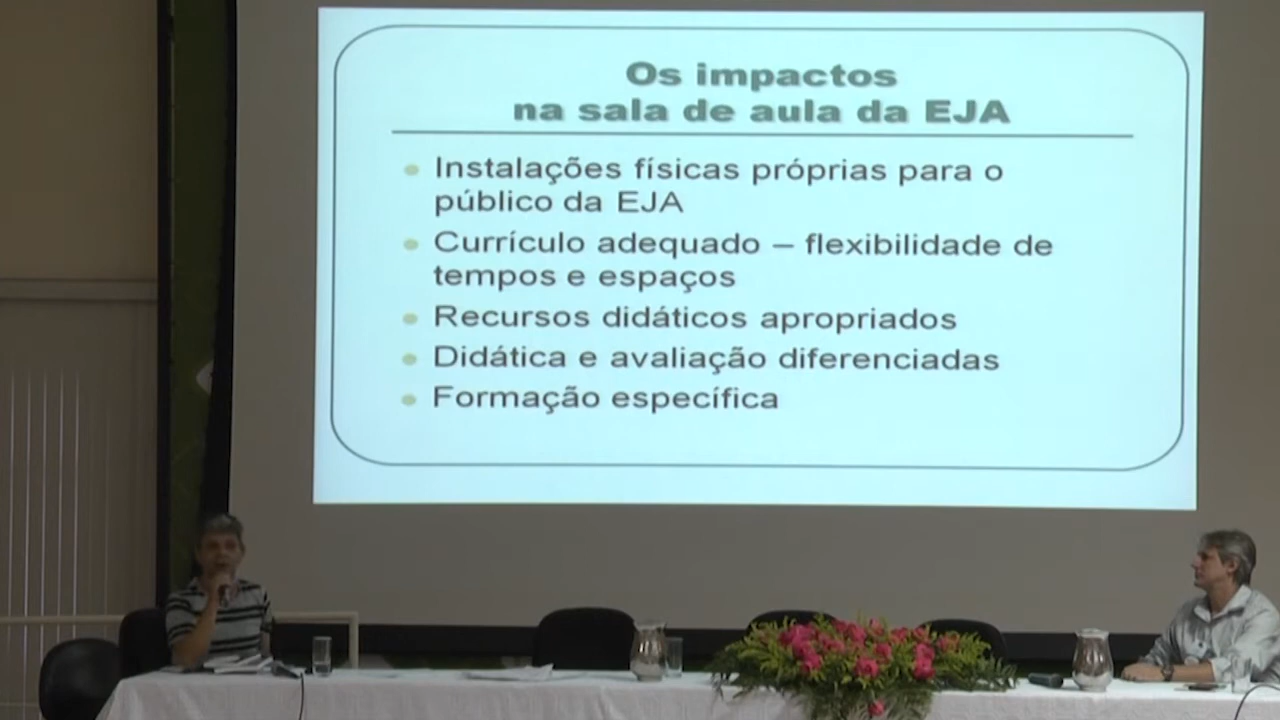 Os impactos
na sala de aula da EJA
Instalações físicas próprias para o
público da EJA
Currículo adequado – flexibilidade de
tempos e espaços
Recursos didáticos apropriados
Didática e avaliação diferenciadas
Formação específica